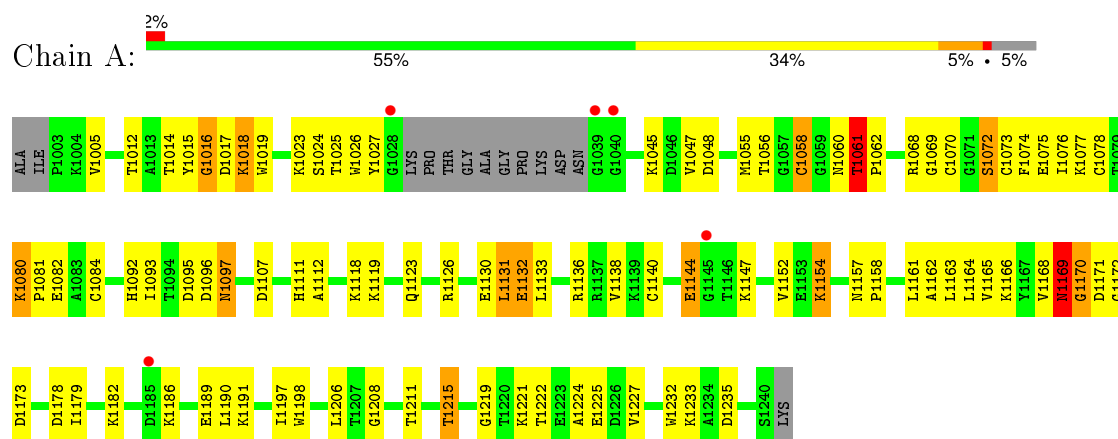 2%
Chain A:
55% 34% 5% • 5%
ALA ILE P1003 K1004 V1005 T1012 A1013 T1014 Y1015 G1016 D1017 K1018 W1019 K1023 S1024 T1025 W1026 Y1027 G1028 LYS PRO THR GLY ALA GLY PRO LYS ASP ASN G1039 G1040 K1045 D1046 V1047 D1048 M1055 T1056 G1057 C1058 G1059 N1060 T1061 P1062 R1068 G1069 C1070 G1071 S1072 C1073 F1074 E1075 I1076 K1077 C1078 T1079
K1080 P1081 E1082 A1083 C1084 H1092 I1093 T1094 D1095 D1096 N1097 D1107 H1111 A1112 K1118 K1119 Q1123 R1126 E1130 L1131 E1132 L1133 R1136 R1137 V1138 K1139 C1140 E1144 G1145 T1146 K1147 V1152 E1153 K1154 N1157 P1158 L1161 A1162 L1163 L1164 V1165 K1166 Y1167 V1168 N1169 G1170 D1171 G1172
D1173 D1178 I1179 K1182 D1185 K1186 E1189 L1190 K1191 I1197 W1198 L1206 T1207 G1208 T1211 T1215 G1219 T1220 K1221 T1222 E1223 A1224 E1225 D1226 V1227 W1232 K1233 A1234 D1235 S1240 LYS